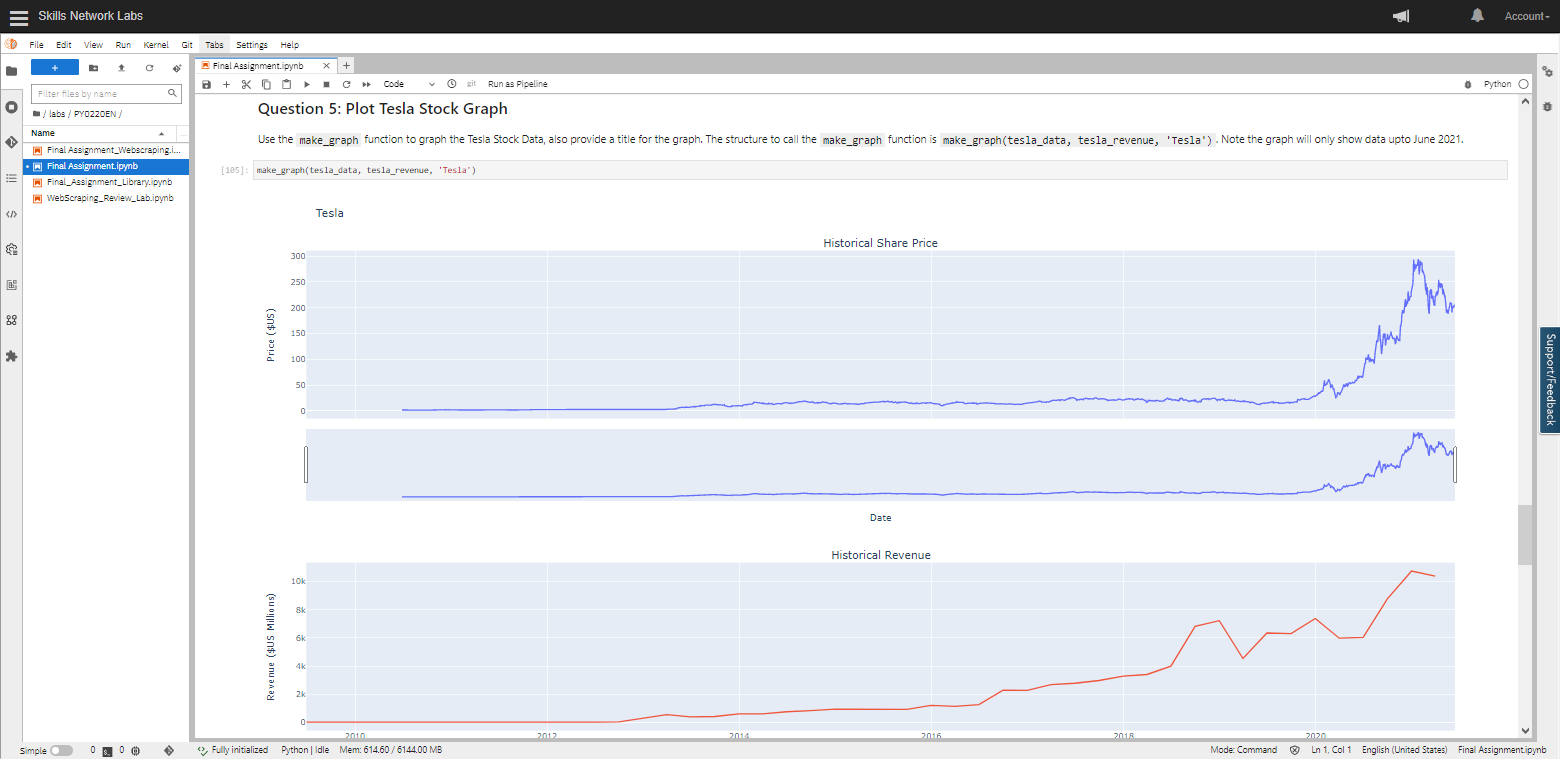 Skills Network Labs
Account
File Edit View Run Kernel Git Tabs Settings Help
Final Assignment.ipynb
Code
git
Run as Pipeline
Python
Filter files by name
/ labs / PY0220EN /
Name
Final Assignment_Webscraping.i...
Final Assignment.ipynb
Final_Assignment_Library.ipynb
WebScraping_Review_Lab.ipynb
Question 5: Plot Tesla Stock Graph
Use the make_graph function to graph the Tesla Stock Data, also provide a title for the graph. The structure to call the make_graph function is make_graph(tesla_data, tesla_revenue, 'Tesla') . Note the graph will only show data upto June 2021.
[105]: make_graph(tesla_data, tesla_revenue, 'Tesla')
Tesla
Historical Share Price
300
250
200
150
100
50
0
Price ($US)
Date
Historical Revenue
10k
8k
6k
4k
2k
0
Revenue ($US Millions)
2010 2012 2014 2016 2018 2020
Support/Feedback
Simple 0 0 Fully initialized Python | Idle Mem: 614.60 / 6144.00 MB Mode: Command Ln 1, Col 1 English (United States) Final Assignment.ipynb